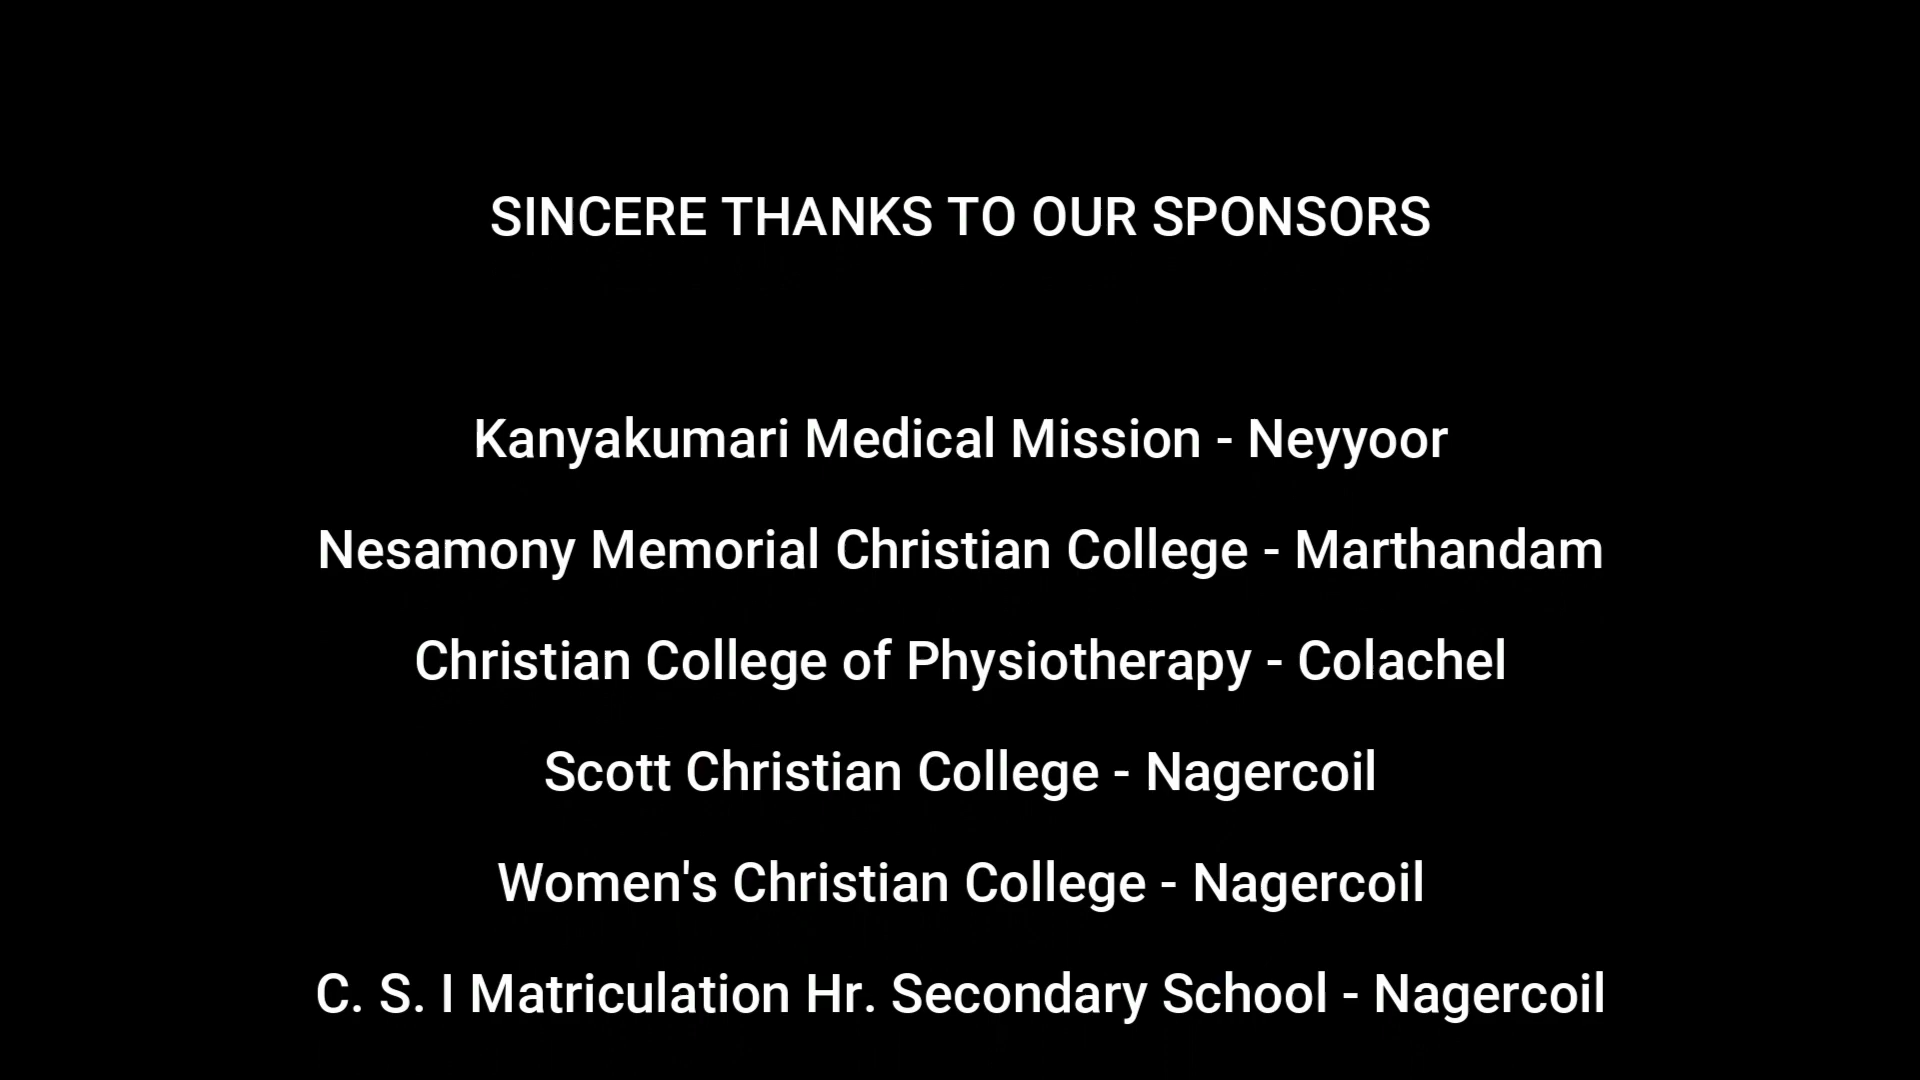 SINCERE THANKS TO OUR SPONSORS
Kanyakumari Medical Mission - Neyyoor
Nesamony Memorial Christian College - Marthandam
Christian College of Physiotherapy - Colachel
Scott Christian College - Nagercoil
Women's Christian College - Nagercoil
C. S. I Matriculation Hr. Secondary School - Nagercoil